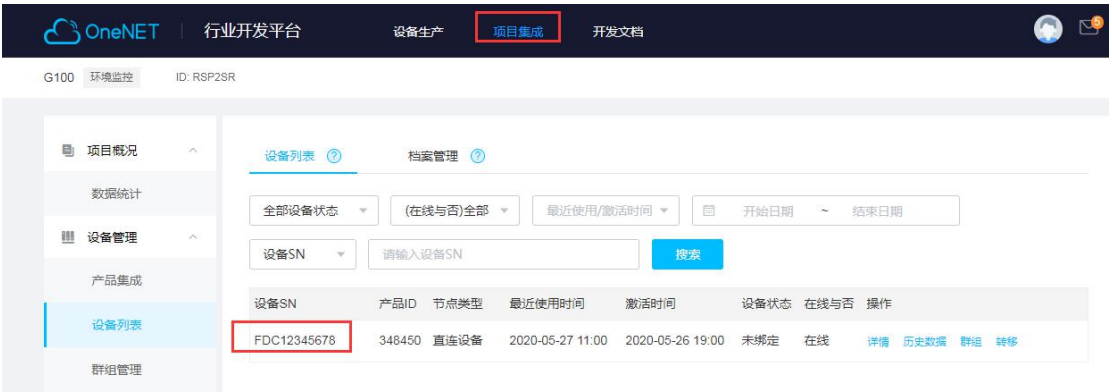 OneNET 行业开发平台 设备生产 项目集成 开发文档 5
G100 环境监控 ID: RSP2SR
项目概况
数据统计
设备管理
产品集成
设备列表
群组管理
设备列表 ? 档案管理 ?
全部设备状态 (在线与否)全部 最近使用/激活时间 开始日期 ~ 结束日期
设备SN 请输入设备SN 搜索
设备SN 产品ID 节点类型 最近使用时间 激活时间 设备状态 在线与否 操作
FDC12345678 348450 直连设备 2020-05-27 11:00 2020-05-26 19:00 未绑定 在线 详情 历史数据 群组 转移